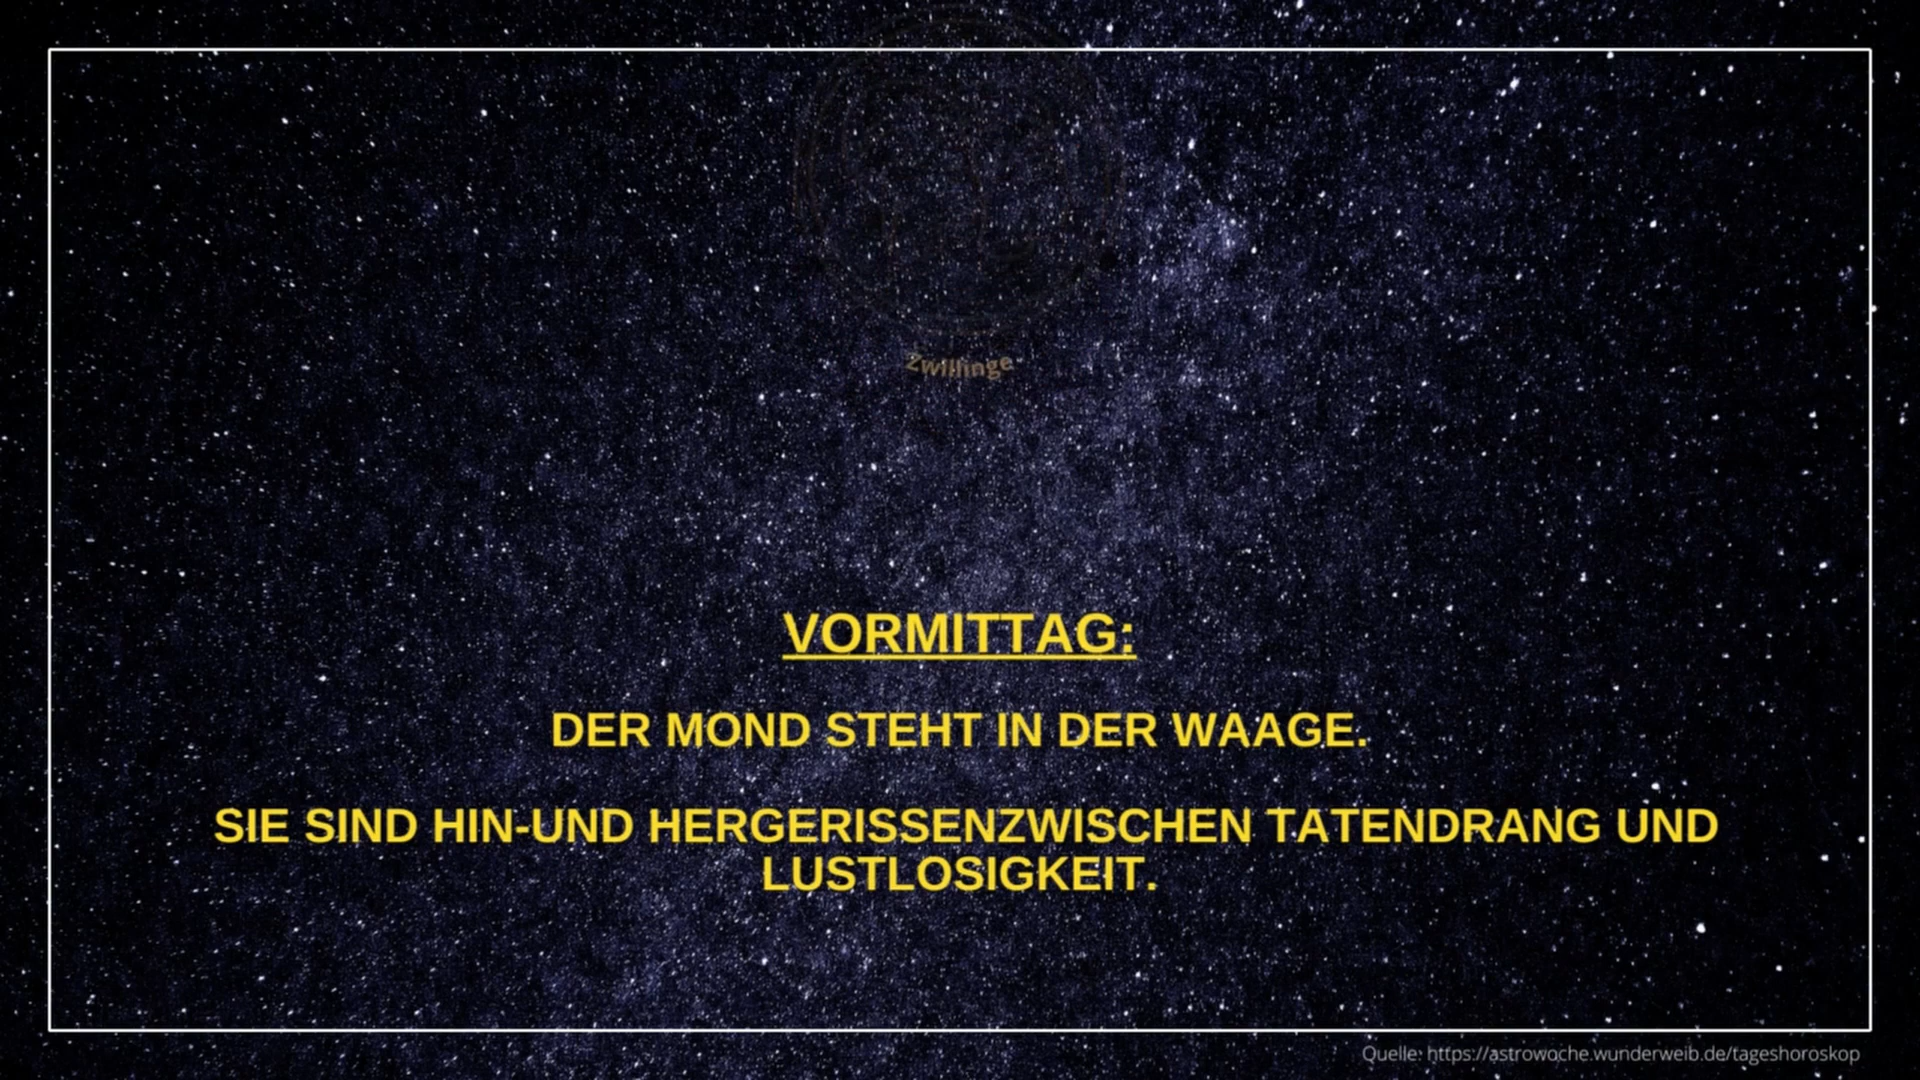 Zwillinge
VORMITTAG:
DER MOND STEHT IN DER WAAGE.
SIE SIND HIN-UND HERGERISSENZWISCHEN TATENDRANG UND
LUSTLOSIGKEIT.
Quelle: https://astrowoche.wunderweib.de/tageshoroskop